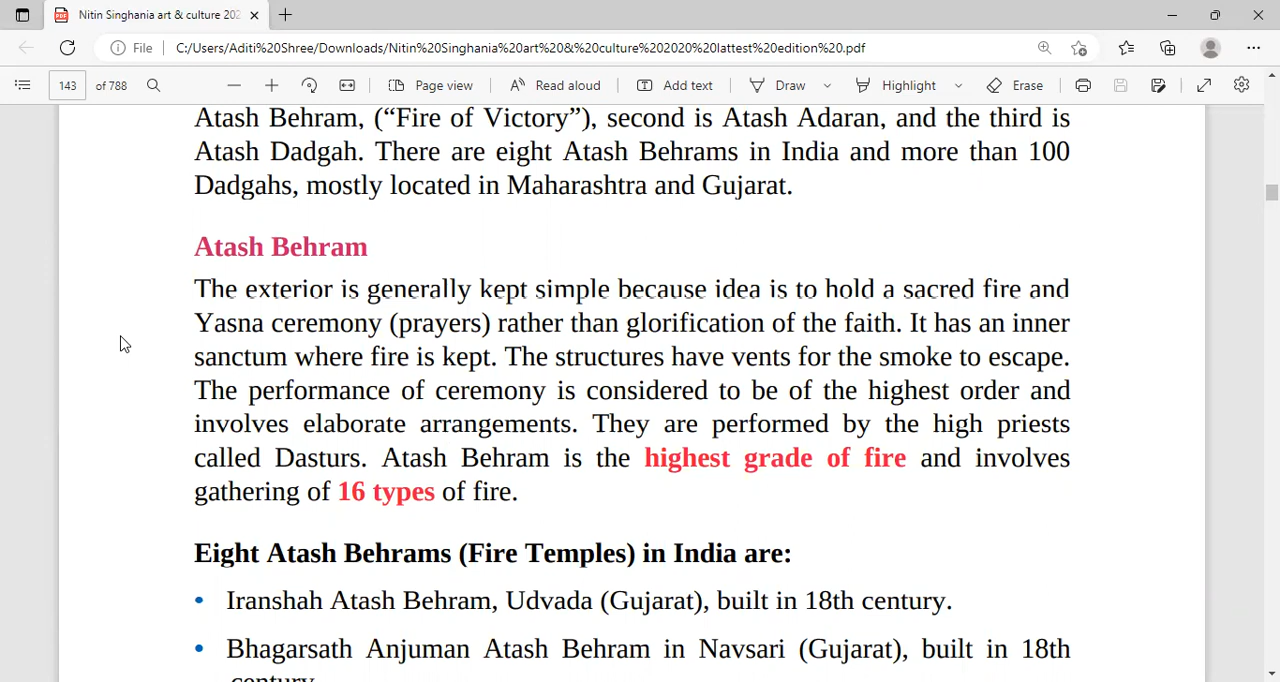 Nitin Singhania art & culture 202
File
C:/Users/Aditi%20Shree/Downloads/Nitin%20Singhania%20art%20&%20culture%202020%20lattest%20edition%20.pdf
143 of 788
Page view
Read aloud
Add text
Draw
Highlight
Erase
Atash Behram, (“Fire of Victory”), second is Atash Adaran, and the third is
Atash Dadgah. There are eight Atash Behrams in India and more than 100
Dadgahs, mostly located in Maharashtra and Gujarat.
Atash Behram
The exterior is generally kept simple because idea is to hold a sacred fire and
Yasna ceremony (prayers) rather than glorification of the faith. It has an inner
sanctum where fire is kept. The structures have vents for the smoke to escape.
The performance of ceremony is considered to be of the highest order and
involves elaborate arrangements. They are performed by the high priests
called Dasturs. Atash Behram is the highest grade of fire and involves
gathering of 16 types of fire.
Eight Atash Behrams (Fire Temples) in India are:
• Iranshah Atash Behram, Udvada (Gujarat), built in 18th century.
• Bhagarsath Anjuman Atash Behram in Navsari (Gujarat), built in 18th
century